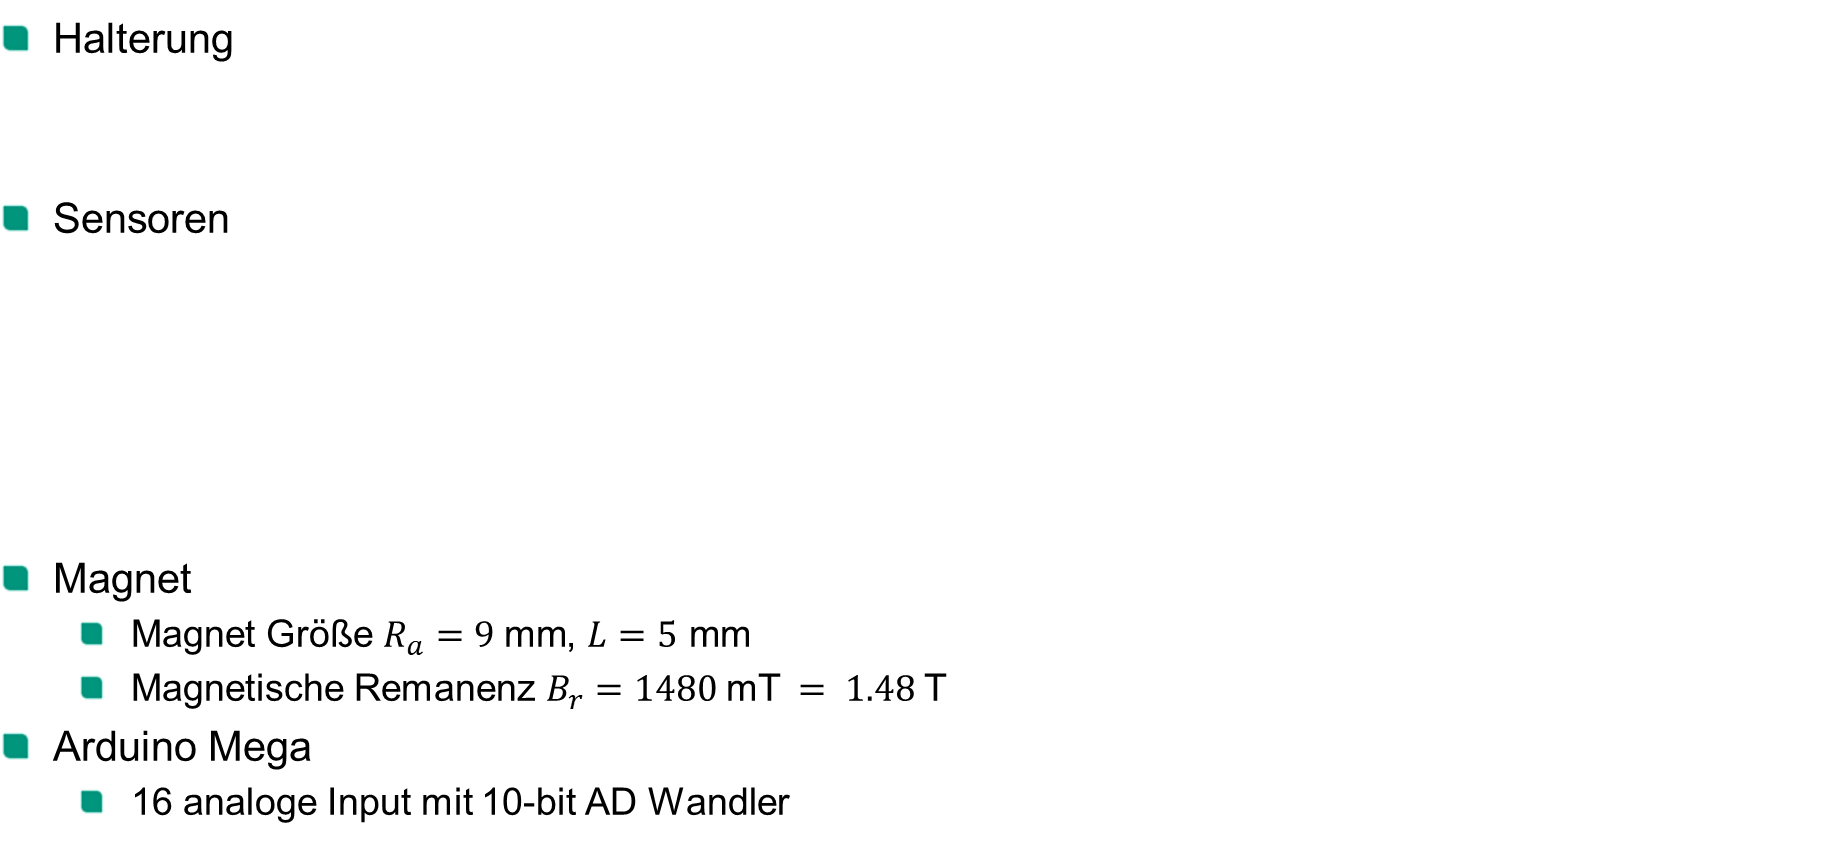 Halterung
Sensoren
Magnet
Magnet Größe R_a = 9 mm, L = 5 mm
Magnetische Remanenz B_r = 1480 mT = 1.48 T
Arduino Mega
16 analoge Input mit 10-bit AD Wandler